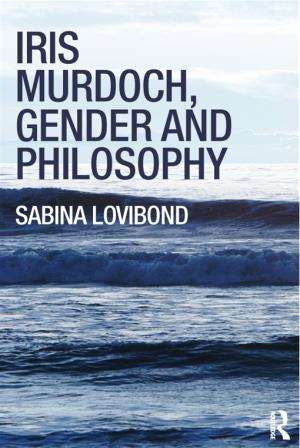 IRIS
MURDOCH,
GENDER AND
PHILOSOPHY
SABINA LOVIBOND
R
ROUTLEDGE